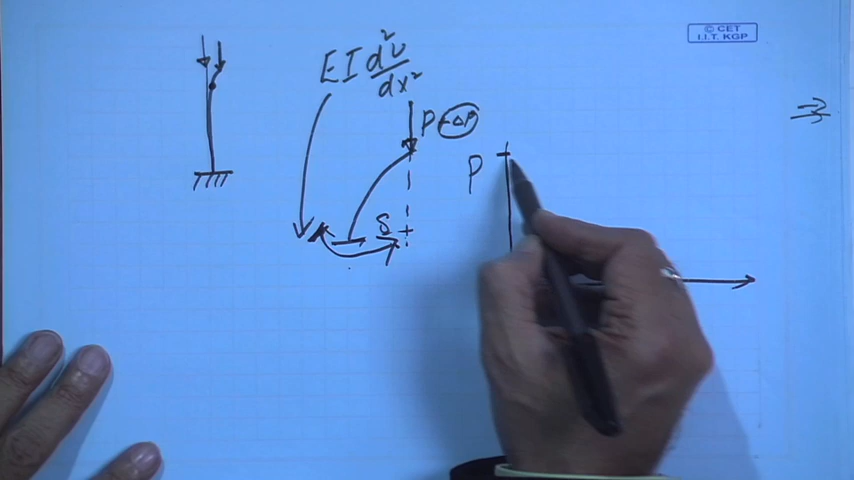 © CET
I.I.T. KGP
EI d²v/dx²
P - ΔP
P
δ